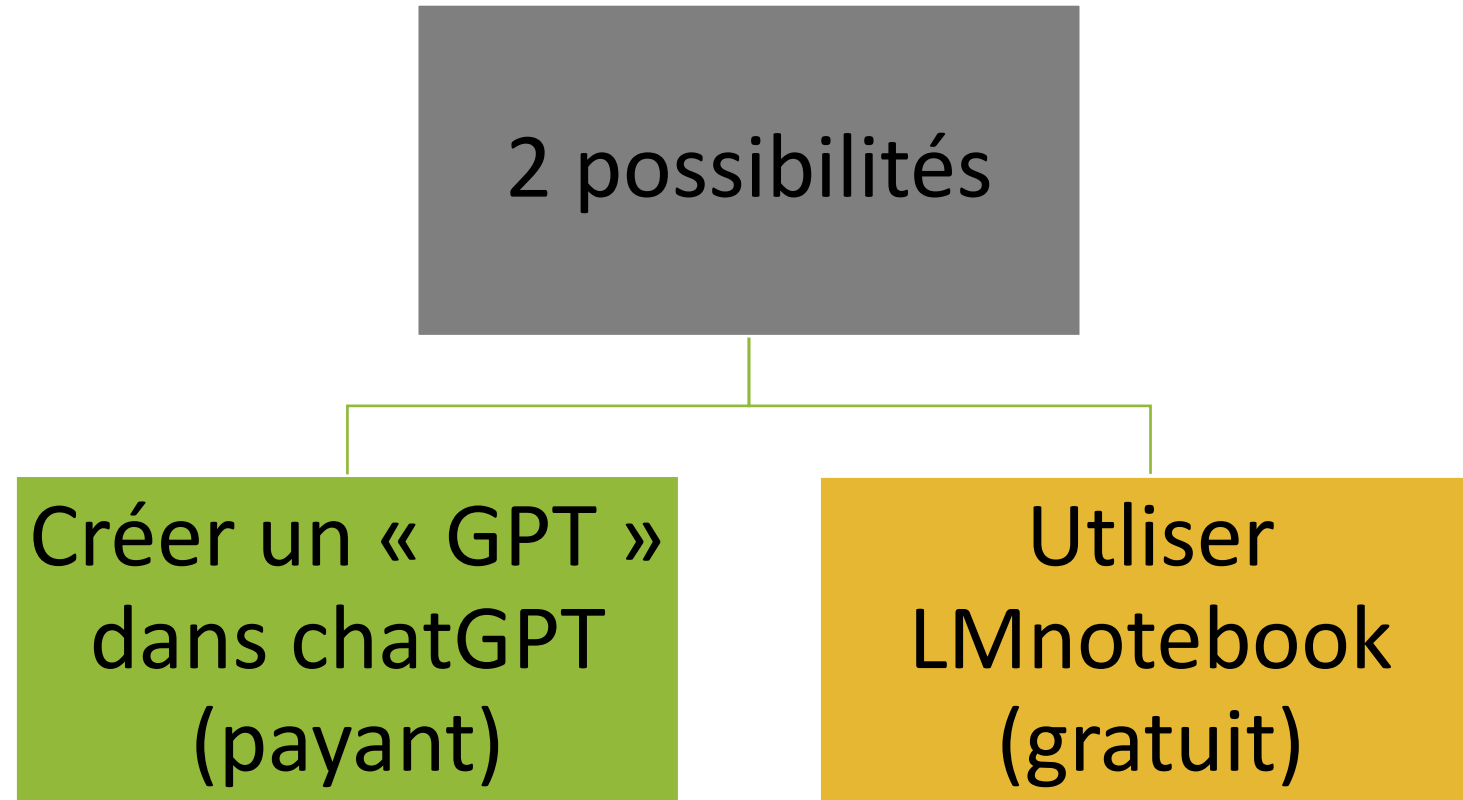 2 possibilités
Créer un « GPT »
dans chatGPT
(payant)
Utliser
LMnotebook
(gratuit)